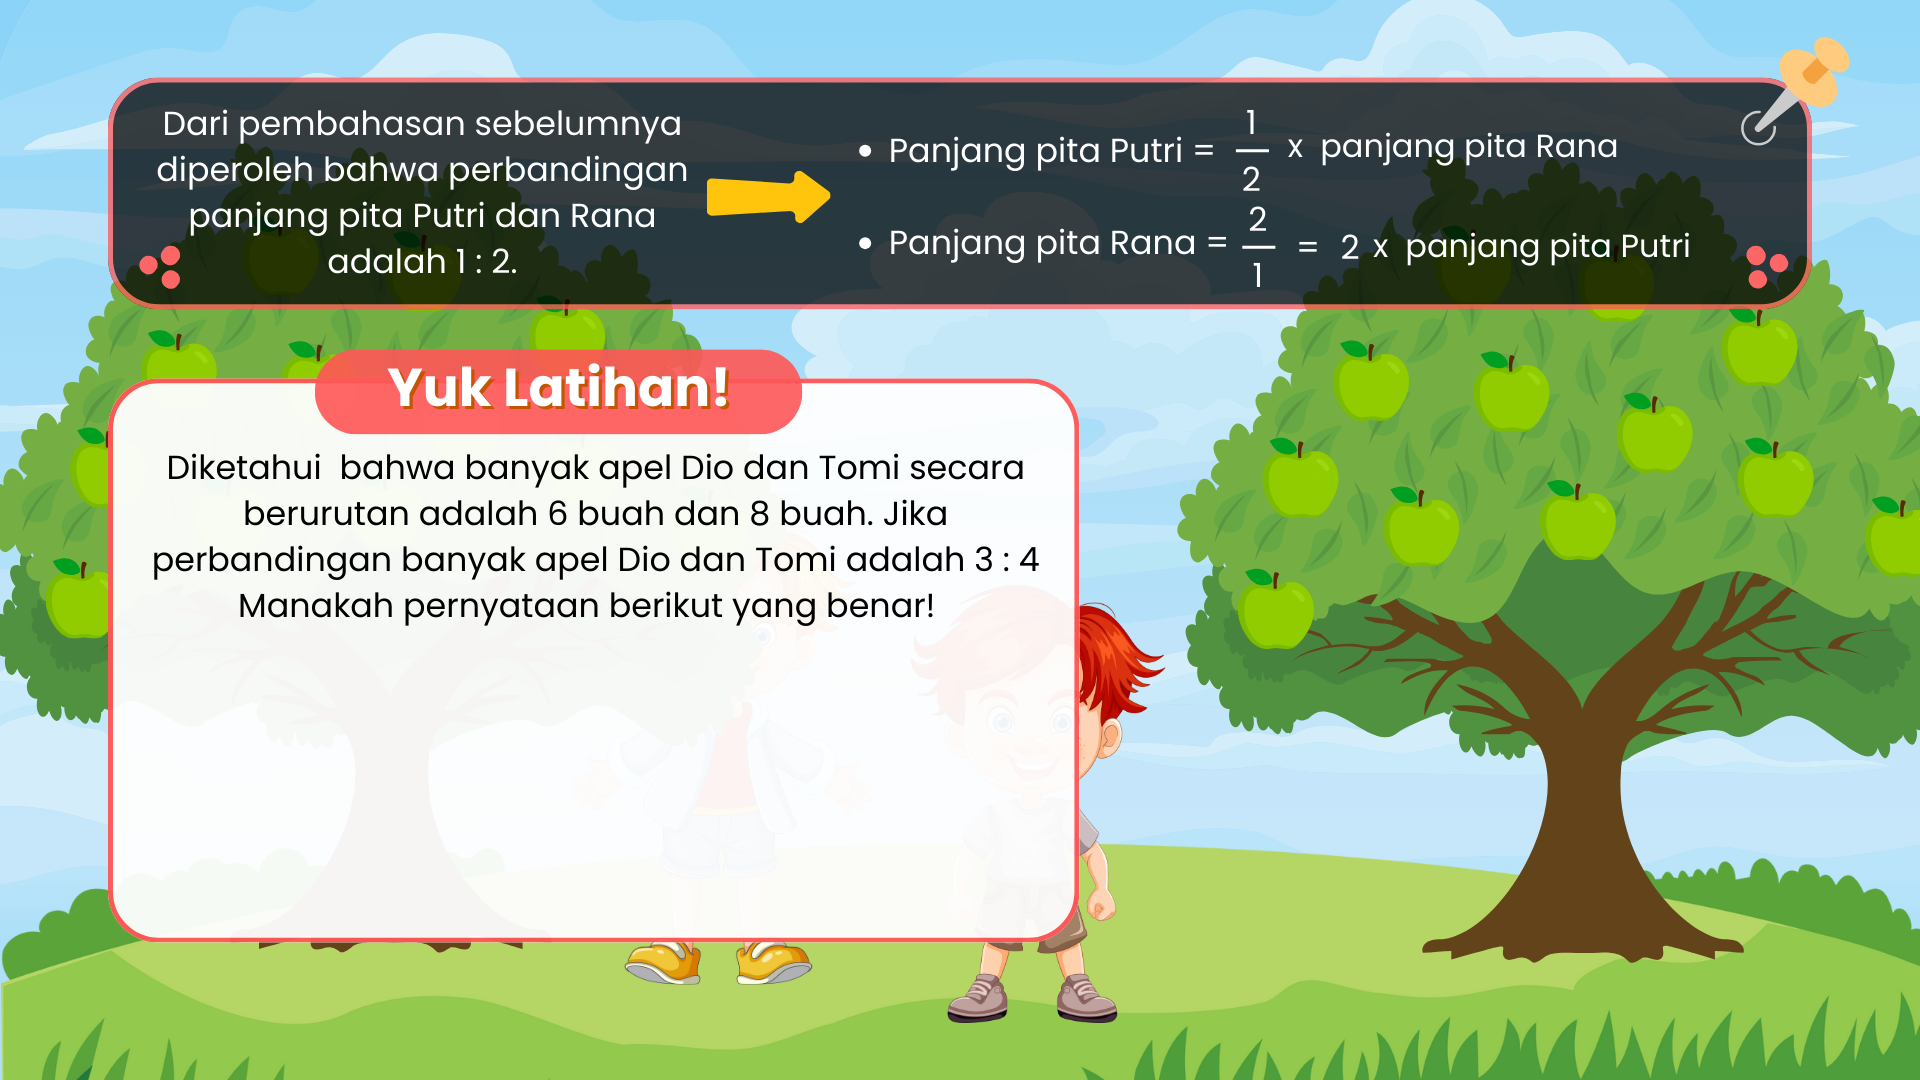 Dari pembahasan sebelumnya
diperoleh bahwa perbandingan
panjang pita Putri dan Rana
adalah 1 : 2.
• Panjang pita Putri = 1/2 x panjang pita Rana
• Panjang pita Rana = 2/1 = 2 x panjang pita Putri
Yuk Latihan!
Diketahui bahwa banyak apel Dio dan Tomi secara
berurutan adalah 6 buah dan 8 buah. Jika
perbandingan banyak apel Dio dan Tomi adalah 3 : 4
Manakah pernyataan berikut yang benar!